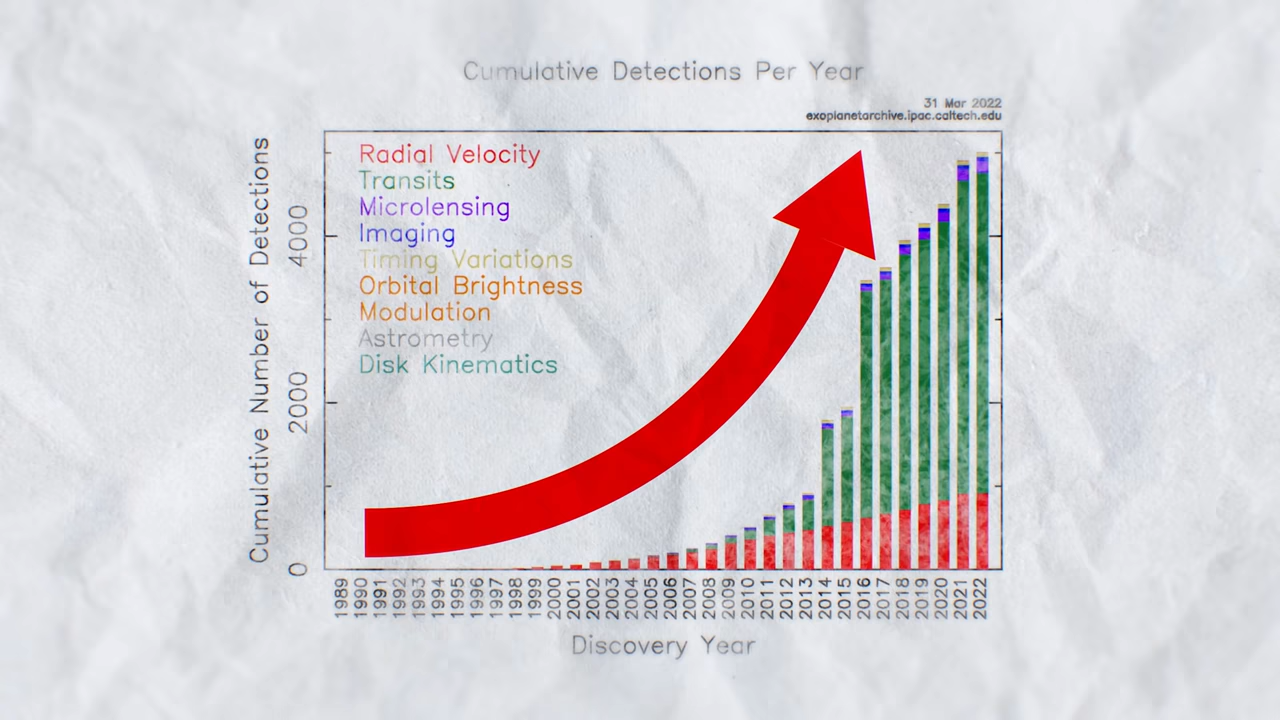 Cumulative Detections Per Year
31 Mar 2022
exoplanetarchive.ipac.caltech.edu
Radial Velocity
Transits
Microlensing
Imaging
Timing Variations
Orbital Brightness
Modulation
Astrometry
Disk Kinematics
Cumulative Number of Detections
4000
2000
0
1989 1990 1991 1992 1993 1994 1995 1996 1997 1998 1999 2000 2001 2002 2003 2004 2005 2006 2007 2008 2009 2010 2011 2012 2013 2014 2015 2016 2017 2018 2019 2020 2021 2022
Discovery Year